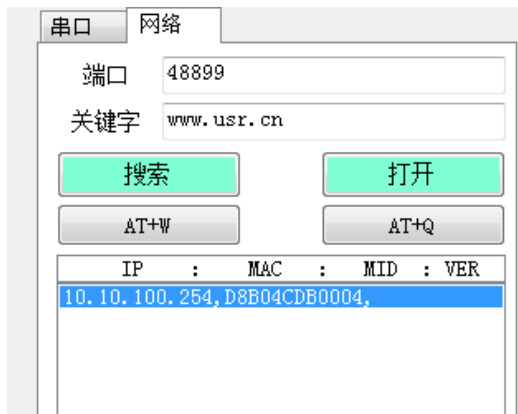 串口 网络
端口 48899
关键字 www.usr.cn
搜索 打开
AT+W AT+Q
IP : MAC : MID : VER
10.10.100.254,D8B04CDB0004,